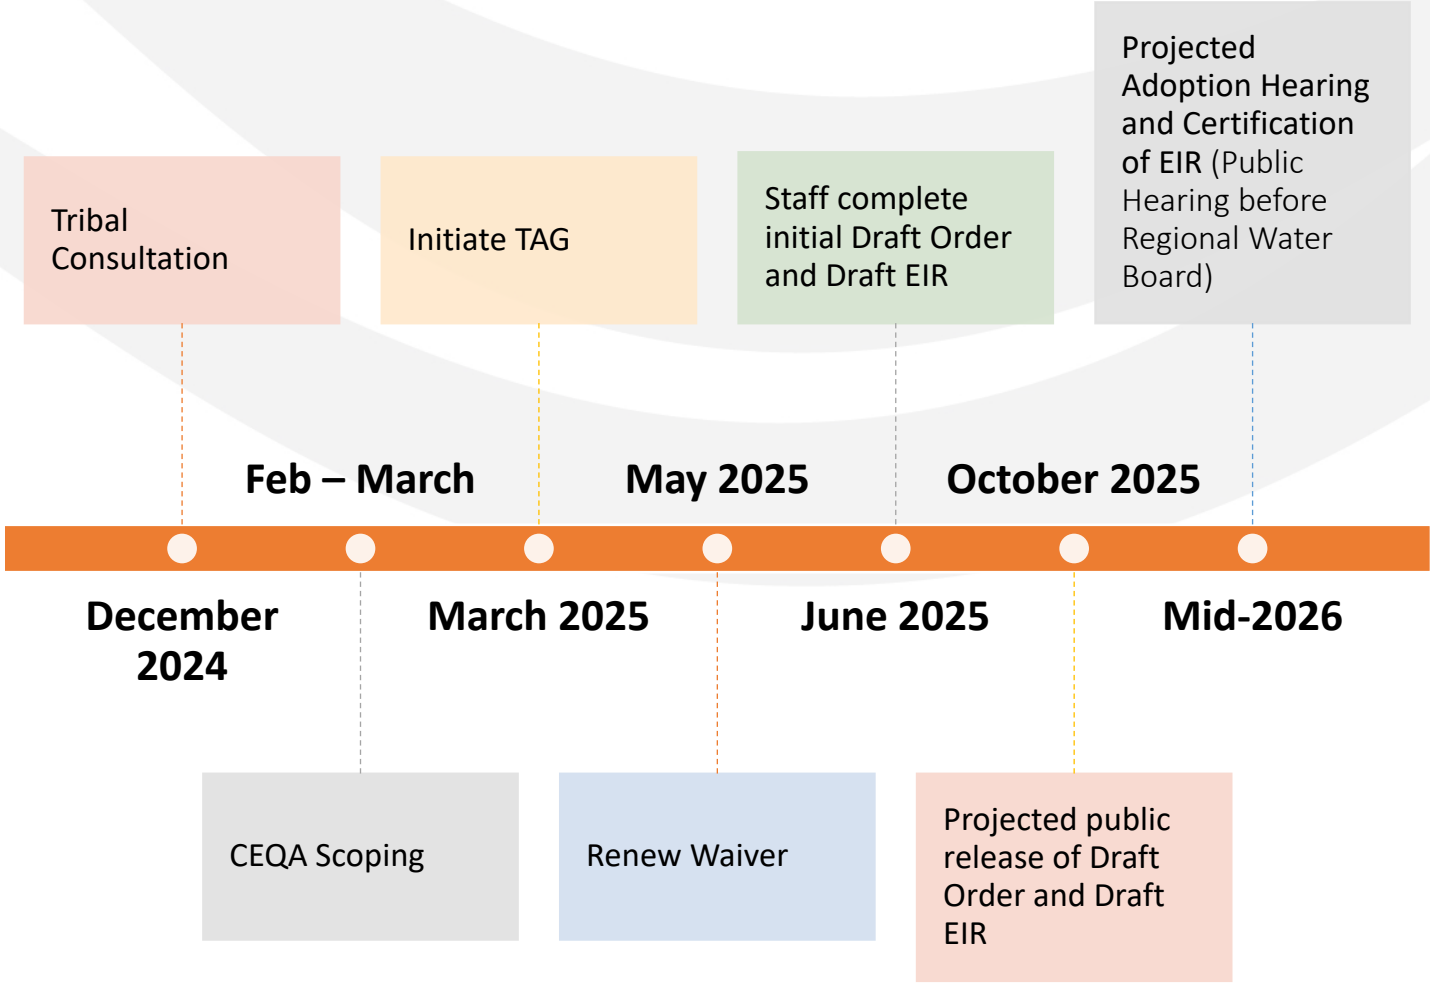 Projected
Adoption Hearing
and Certification
of EIR (Public
Hearing before
Regional Water
Board)
Tribal
Consultation
Initiate TAG
Staff complete
initial Draft Order
and Draft EIR
Feb – March
May 2025
October 2025
December
2024
March 2025
June 2025
Mid-2026
CEQA Scoping
Renew Waiver
Projected public
release of Draft
Order and Draft
EIR